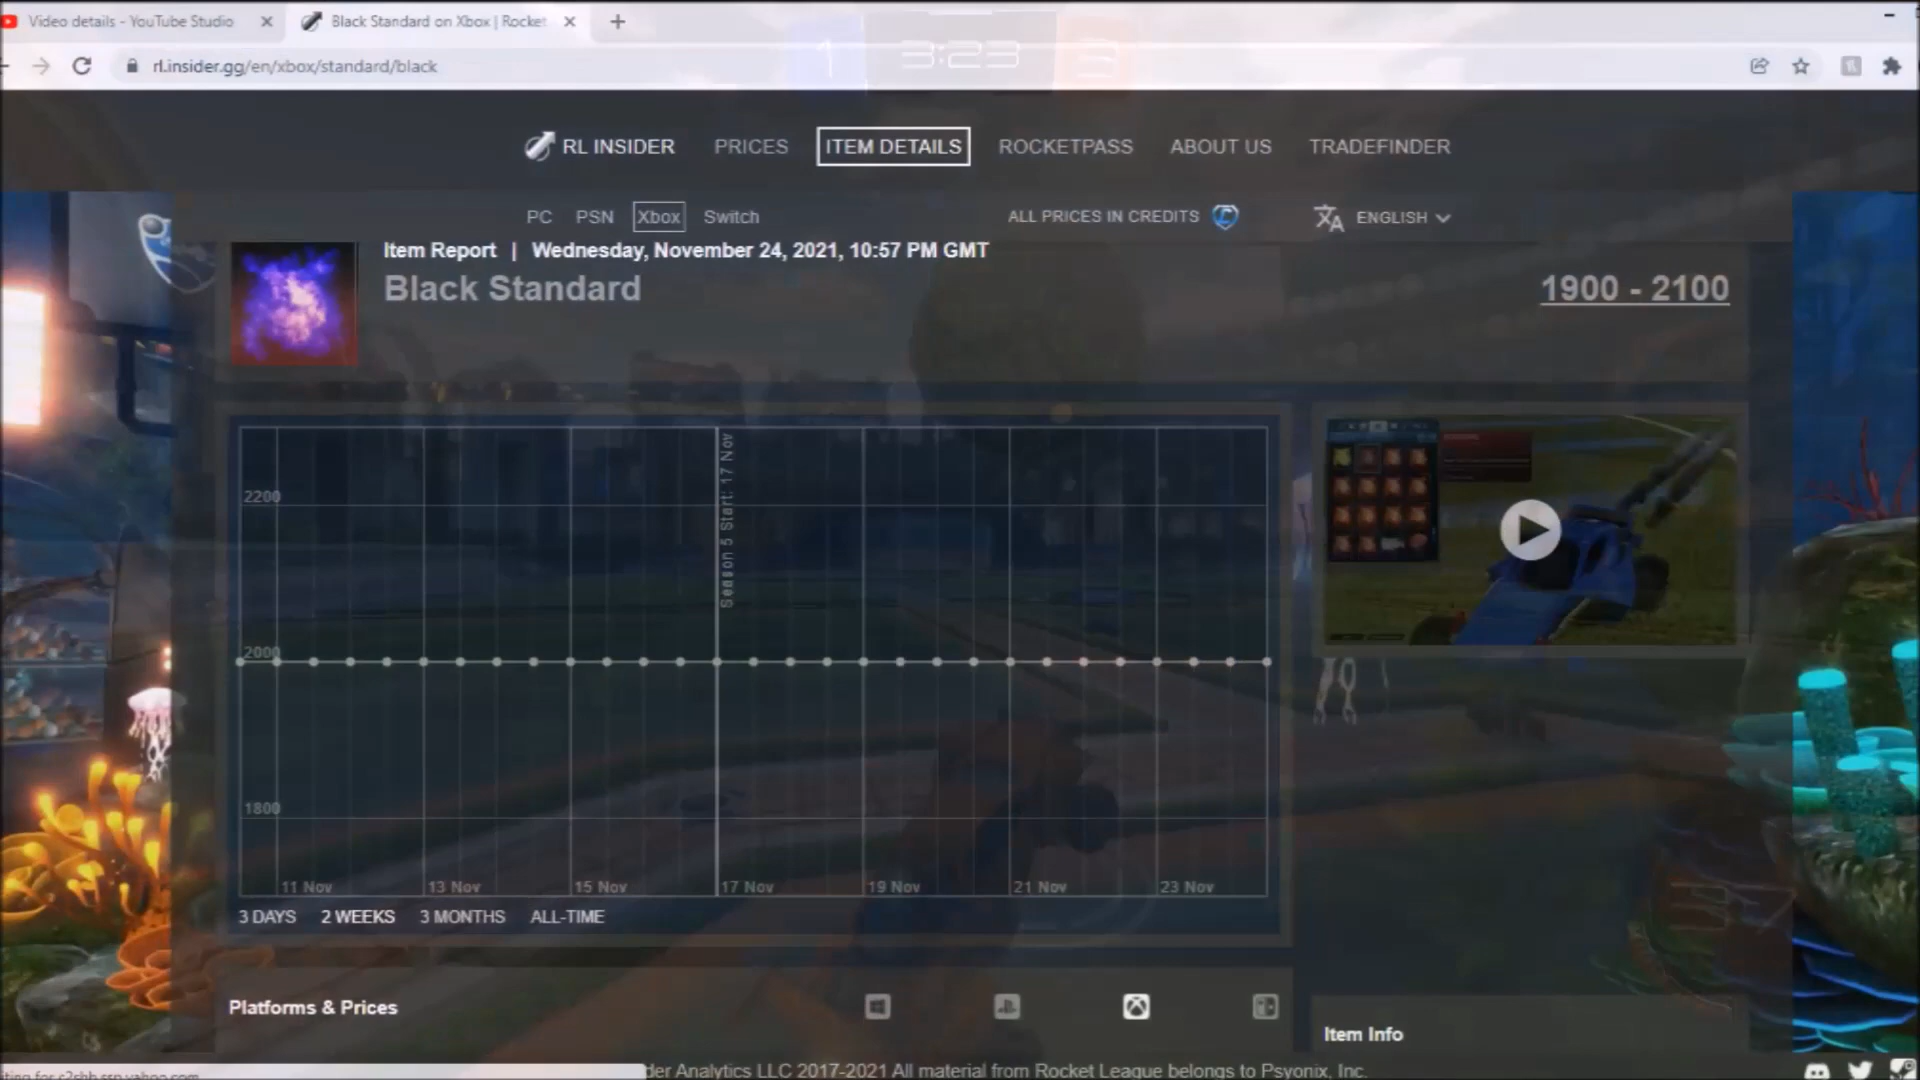 Video details - YouTube Studio
Black Standard on Xbox | Rocket
1 3:23 3
rl.insider.gg/en/xbox/standard/black
RL INSIDER PRICES ITEM DETAILS ROCKETPASS ABOUT US TRADEFINDER
PC PSN Xbox Switch ALL PRICES IN CREDITS ENGLISH
Item Report | Wednesday, November 24, 2021, 10:57 PM GMT
Black Standard 1900 - 2100
2200
2000
1800
Season 5 Start: 17 Nov
11 Nov 13 Nov 15 Nov 17 Nov 19 Nov 21 Nov 23 Nov
3 DAYS 2 WEEKS 3 MONTHS ALL-TIME
Platforms & Prices
Item Info
der Analytics LLC 2017-2021 All material from Rocket League belongs to Psyonix, Inc.